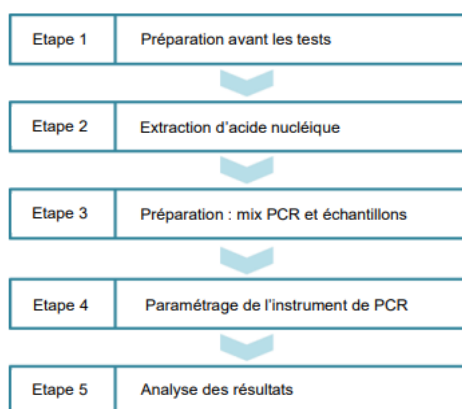 Etape 1 Préparation avant les tests
Etape 2 Extraction d’acide nucléique
Etape 3 Préparation : mix PCR et échantillons
Etape 4 Paramétrage de l’instrument de PCR
Etape 5 Analyse des résultats